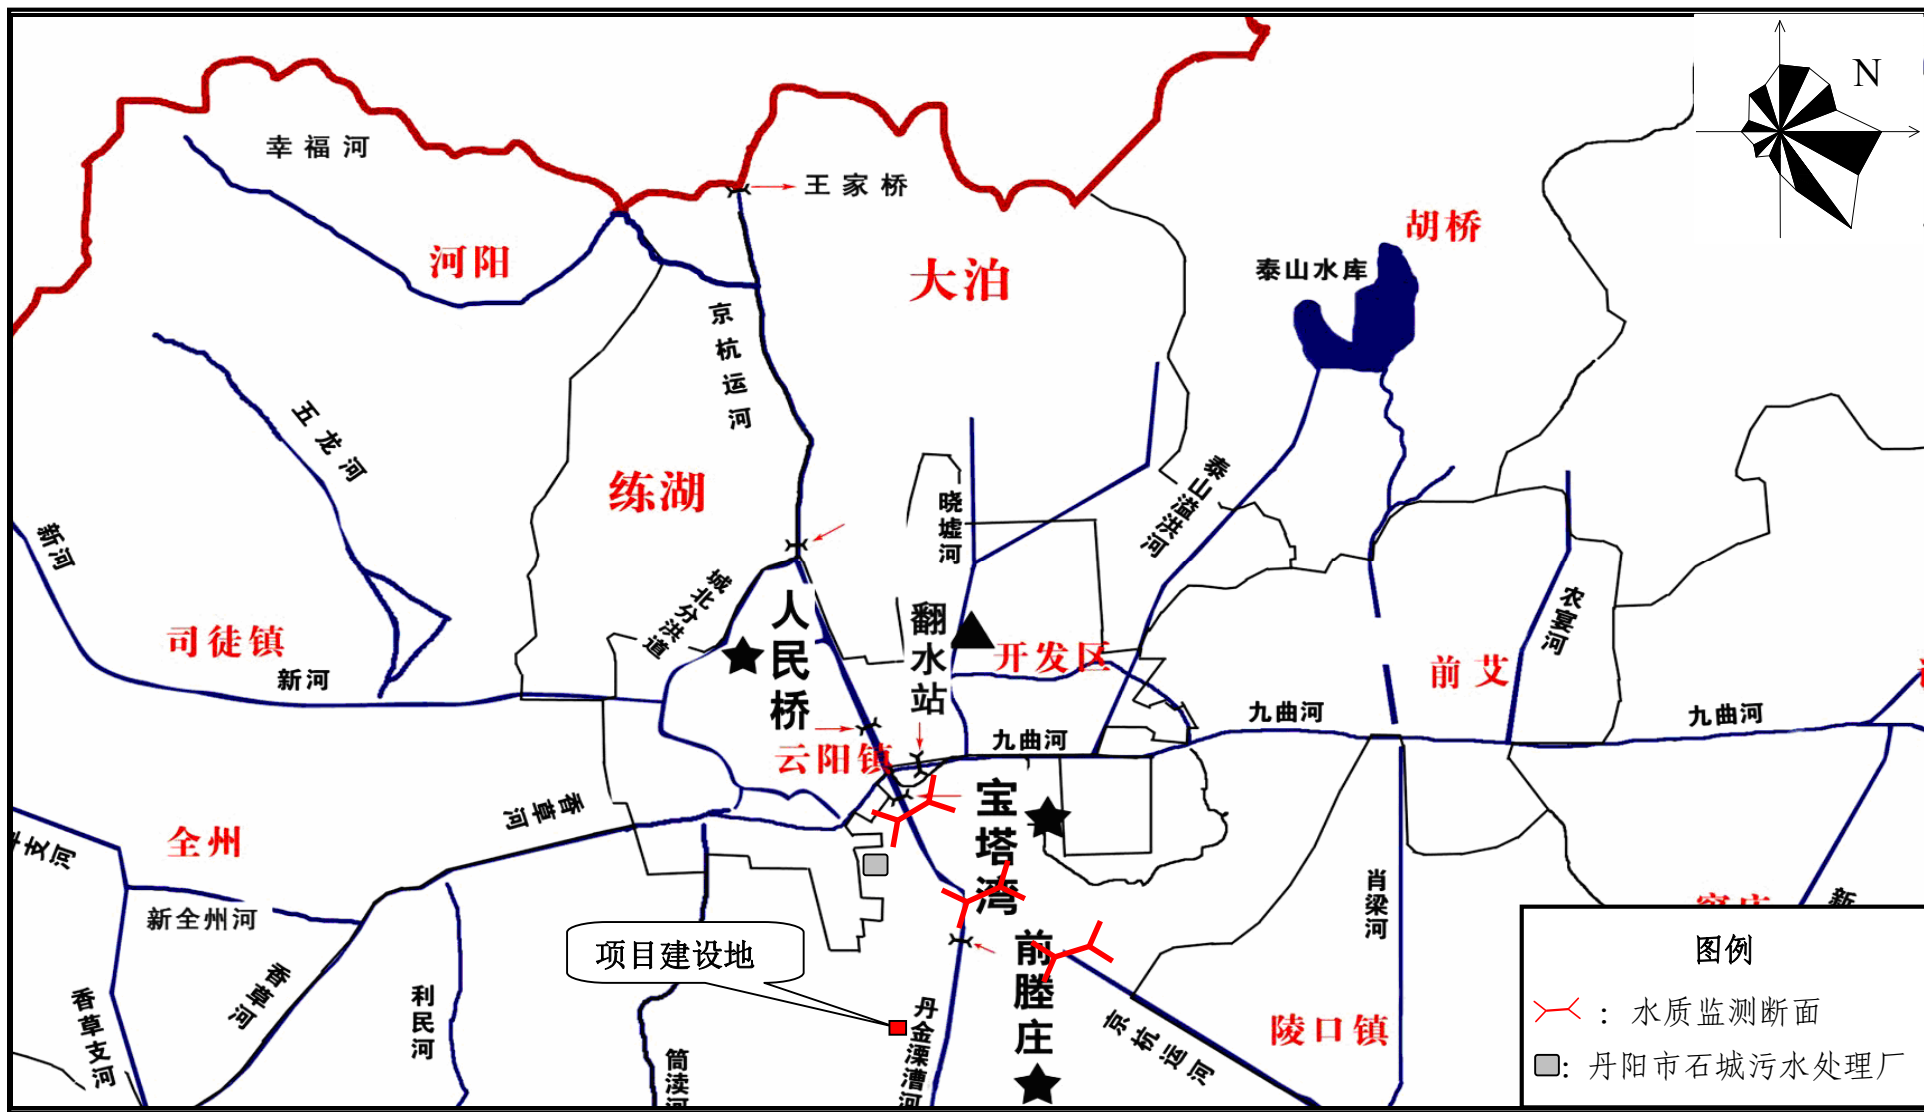 N
幸福河
王家桥
胡桥
河阳
大泊
泰山水库
京杭运河
五龙河
练湖
晓墟河
泰山溢洪河
新河
城北分洪道
人民桥
翻水站
农宴河
司徒镇
新河
开发区
前艾
九曲河
九曲河
九曲河
云阳镇
宝塔湾
香草河
全州
支河
新全州河
肖梁河
新
项目建设地
前塍庄
香草河
香草支河
利民河
筒渎河
丹金溧漕河
京杭运河
陵口镇
图例
：水质监测断面
：丹阳市石城污水处理厂